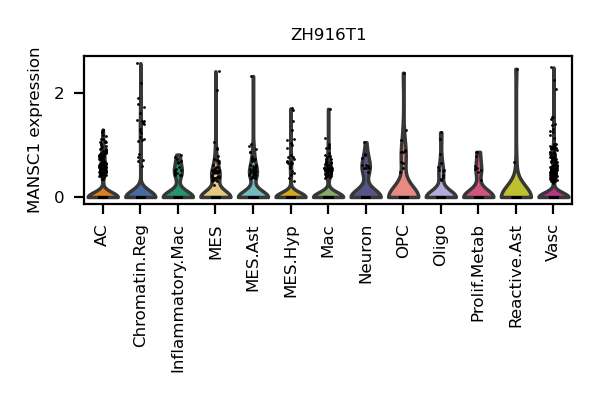 ZH916T1
MANSC1 expression
2
0
AC
Chromatin.Reg
Inflammatory.Mac
MES
MES.Ast
MES.Hyp
Mac
Neuron
OPC
Oligo
Prolif.Metab
Reactive.Ast
Vasc